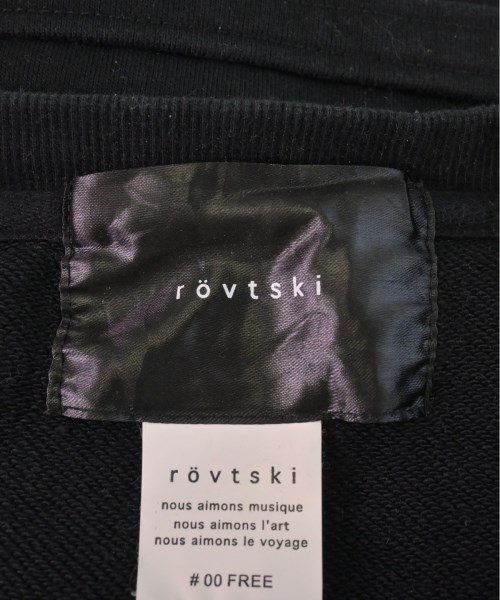 rövtski
rövtski
nous aimons musique
nous aimons l'art
nous aimons le voyage
# 00 FREE